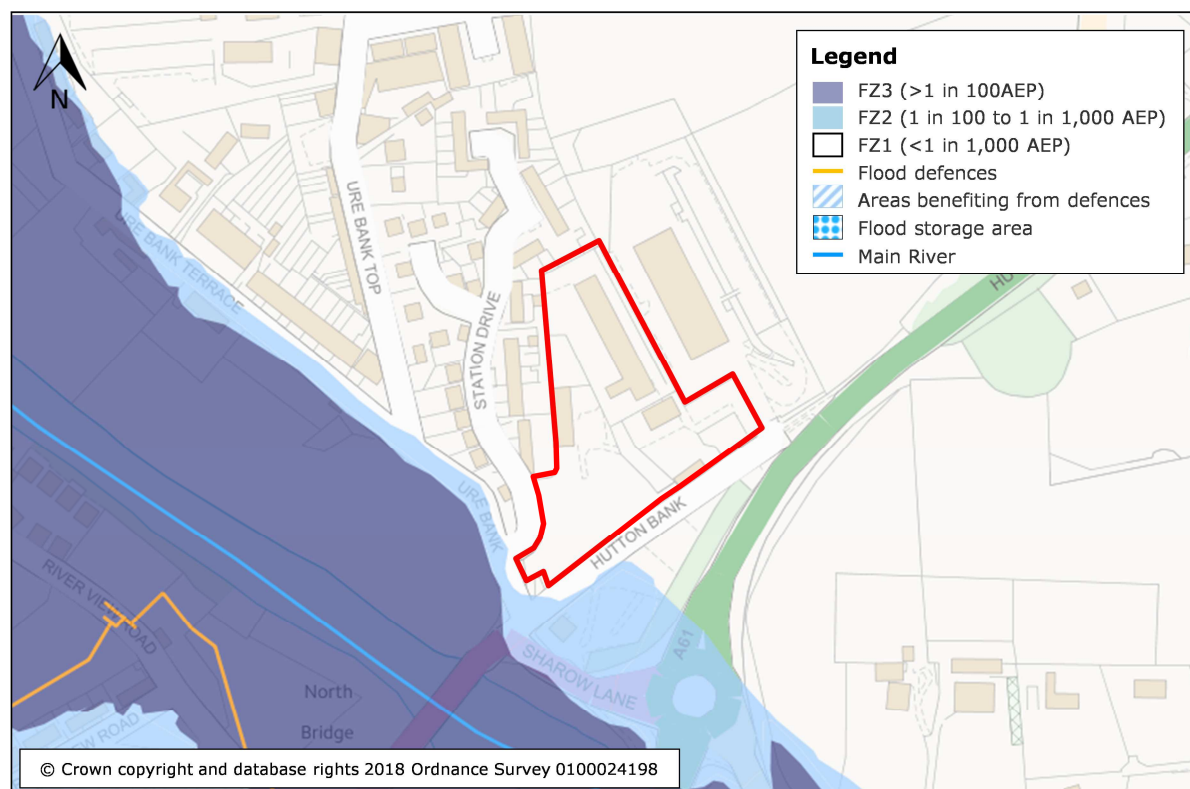 N
Legend
FZ3 (>1 in 100AEP)
FZ2 (1 in 100 to 1 in 1,000 AEP)
FZ1 (<1 in 1,000 AEP)
Flood defences
Areas benefiting from defences
Flood storage area
Main River
URE BANK TERRACE
URE BANK TOP
STATION DRIVE
HU
URE BANK
HUTTON BANK
RIVER VIEW ROAD
SHAROW LANE
A61
North
Bridge
EW ROAD
© Crown copyright and database rights 2018 Ordnance Survey 0100024198